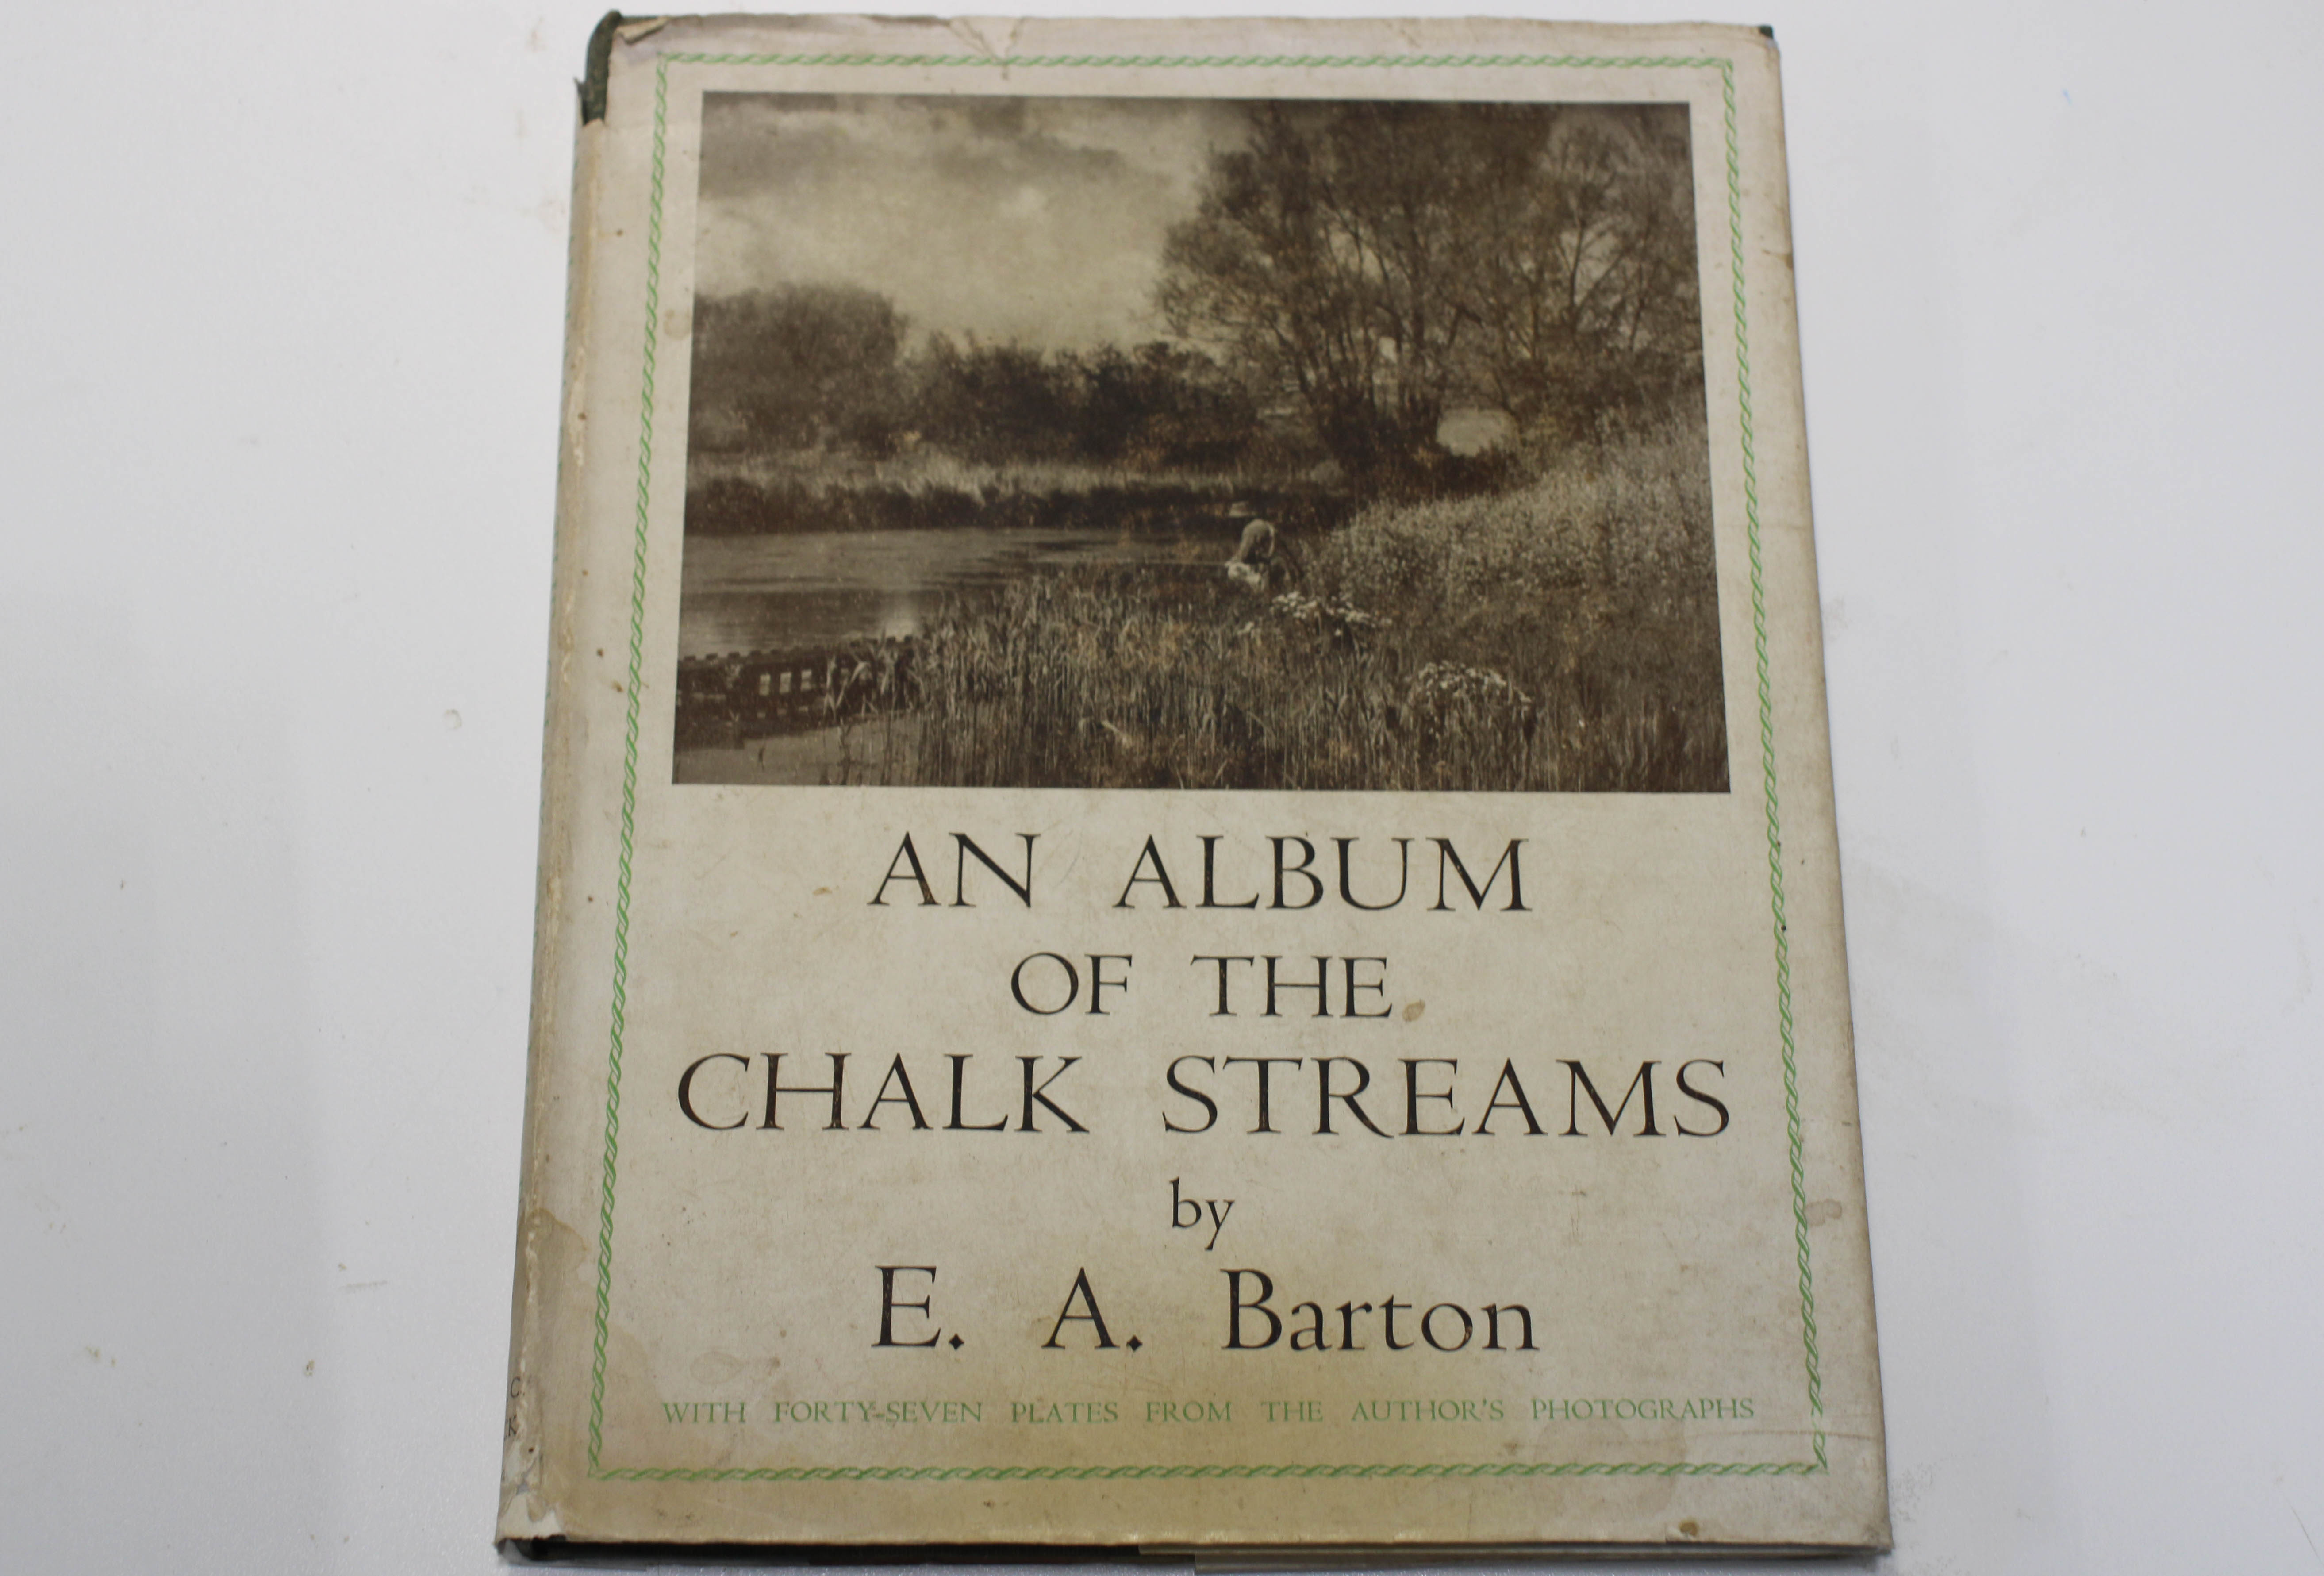 AN ALBUM
OF THE
CHALK STREAMS
by
E. A. Barton
WITH FORTY-SEVEN PLATES FROM THE AUTHOR'S PHOTOGRAPHS